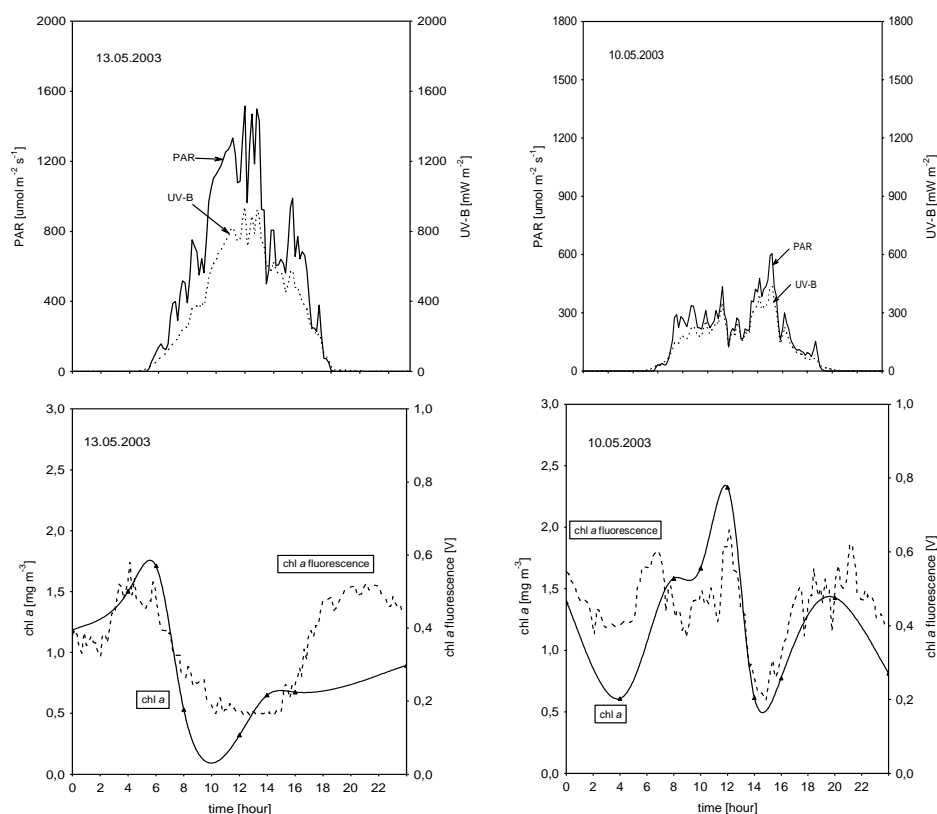 2000
1600
1200
800
400
0
PAR [umol m-2 s-1]
13.05.2003
PAR
UV-B
2000
1600
1200
800
400
0
UV-B [mW m-2]
1800
1500
1200
900
600
300
0
PAR [umol m-2 s-1]
10.05.2003
PAR
UV-B
1800
1500
1200
900
600
300
0
UV-B [mW m-2]
3,0
2,5
2,0
1,5
1,0
0,5
0,0
chl a [mg m-3]
13.05.2003
chl a fluorescence
chl a
1,0
0,8
0,6
0,4
0,2
0,0
chl a fluorescence [V]
0 2 4 6 8 10 12 14 16 18 20 22
time [hour]
3,0
2,5
2,0
1,5
1,0
0,5
0,0
chl a [mg m-3]
10.05.2003
chl a fluorescence
chl a
1,0
0,8
0,6
0,4
0,2
0,0
chl a fluorescence [V]
0 2 4 6 8 10 12 14 16 18 20 22
time [hour]